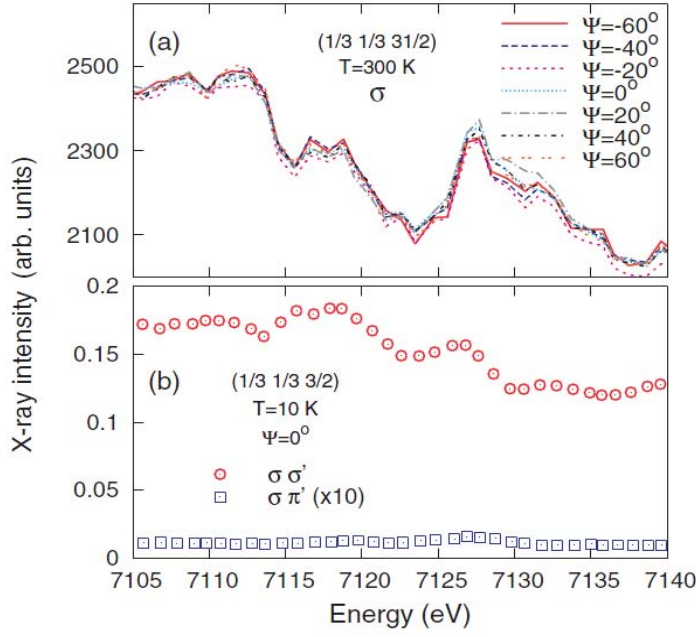 X-ray intensity (arb. units)
2500
2300
2100
(a)
(1/3 1/3 31/2)
T=300 K
σ
Ψ=-60°
Ψ=-40°
Ψ=-20°
Ψ=0°
Ψ=20°
Ψ=40°
Ψ=60°
0.2
0.15
0.1
0.05
0
(b)
(1/3 1/3 3/2)
T=10 K
Ψ=0°
σ σ'
σ π' (x10)
7105 7110 7115 7120 7125 7130 7135 7140
Energy (eV)